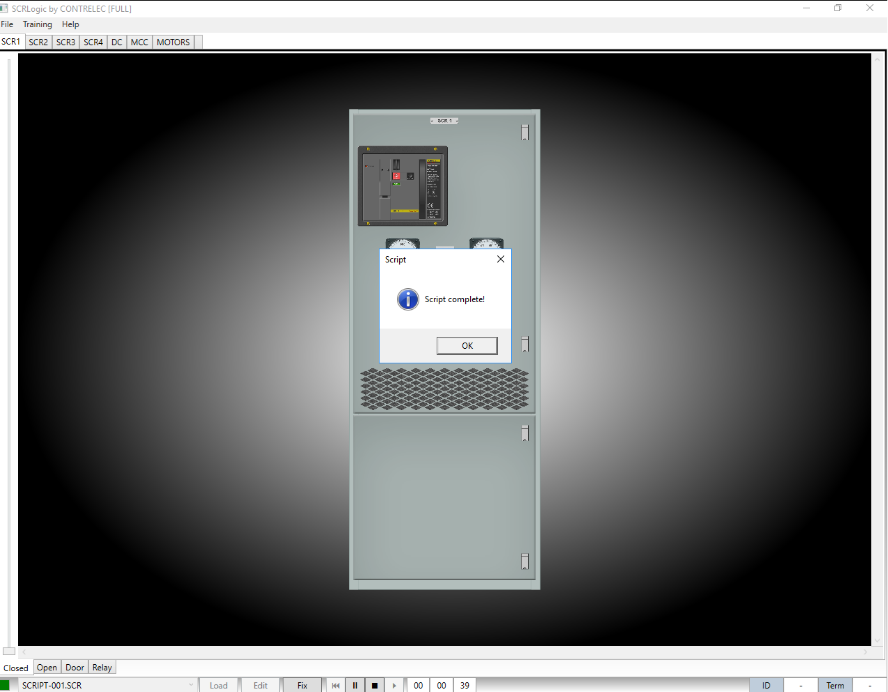 SCRLogic by CONTRELEC [FULL]
File Training Help
SCR1 SCR2 SCR3 SCR4 DC MCC MOTORS
SCR 1
Script
Script complete!
OK
Closed Open Door Relay
SCRIPT-001.SCR Load Edit Fix 00 00 39 ID - Term -